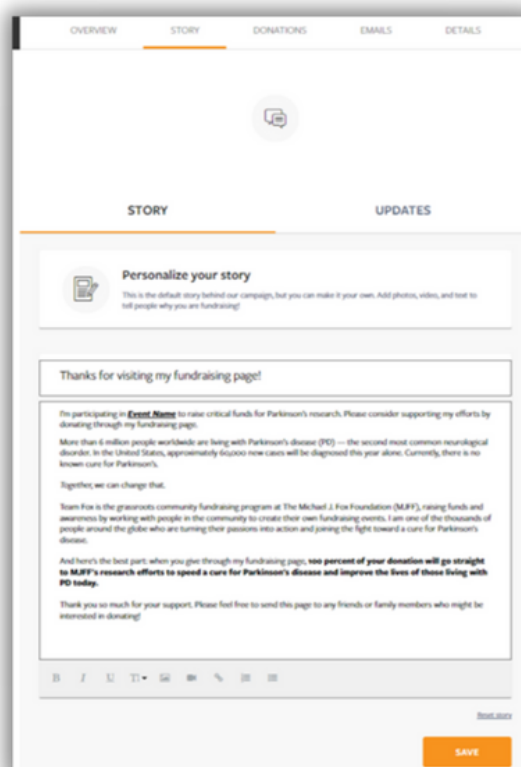 OVERVIEW STORY DONATIONS EMAILS DETAILS
STORY UPDATES
Personalize your story
This is the default story behind our campaign, but you can make it your own. Add photos, video, and text to
tell people why you are fundraising!
Thanks for visiting my fundraising page!
I'm participating in Event Name to raise critical funds for Parkinson's research. Please consider supporting my efforts by
donating through my fundraising page.
More than 6 million people worldwide are living with Parkinson's disease (PD) — the second most common neurological
disorder. In the United States, approximately 60,000 new cases will be diagnosed this year alone. Currently, there is no
known cure for Parkinson's.
Together, we can change that.
Team Fox is the grassroots community fundraising program at The Michael J. Fox Foundation (MJFF), raising funds and
awareness by working with people in the community to create their own fundraising events. I am one of the thousands of
people around the globe who are turning their passions into action and joining the fight toward a cure for Parkinson's
disease.
And here's the best part: when you give through my fundraising page, 100 percent of your donation will go straight
to MJFF's research efforts to speed a cure for Parkinson's disease and improve the lives of those living with
PD today.
Thank you so much for your support. Please feel free to send this page to any friends or family members who might be
interested in donating!
B I U T
Reset story
SAVE